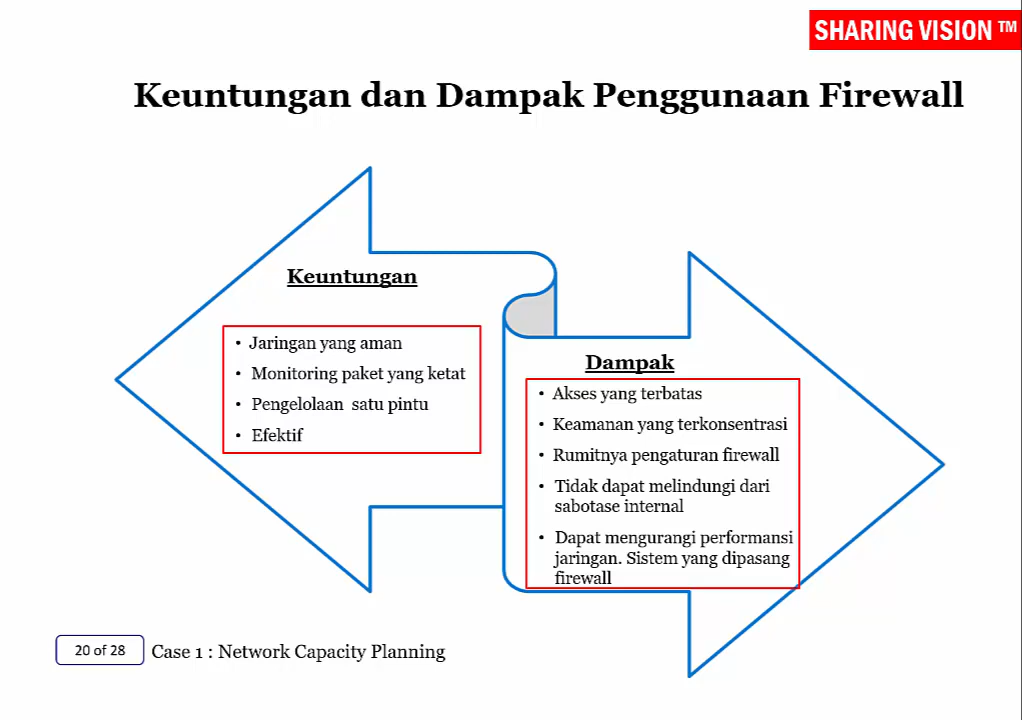 SHARING VISION ™
Keuntungan dan Dampak Penggunaan Firewall
Keuntungan
• Jaringan yang aman
• Monitoring paket yang ketat
• Pengelolaan satu pintu
• Efektif
Dampak
• Akses yang terbatas
• Keamanan yang terkonsentrasi
• Rumitnya pengaturan firewall
• Tidak dapat melindungi dari
sabotase internal
• Dapat mengurangi performansi
jaringan. Sistem yang dipasang
firewall
20 of 28
Case 1 : Network Capacity Planning